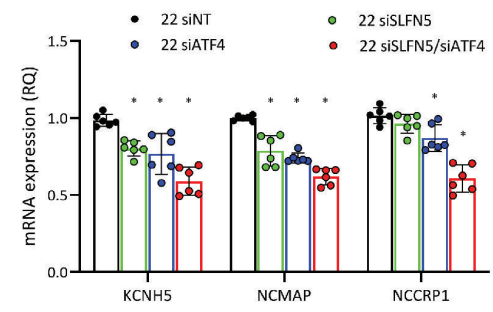 22 siNT
22 siSLFN5
22 siATF4
22 siSLFN5/siATF4
mRNA expression (RQ)
1.5
1.0
0.5
0.0
* * *
* * *
*
*
KCNH5
NCMAP
NCCRP1